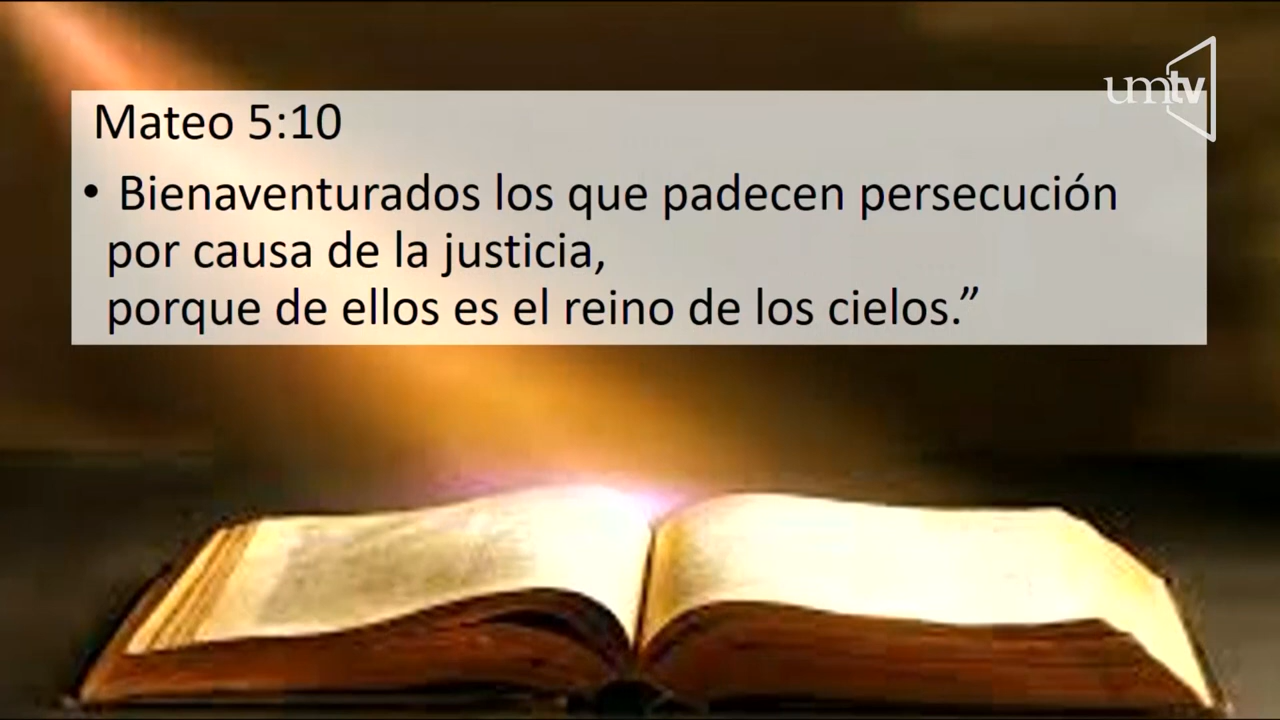 umtv
Mateo 5:10
• Bienaventurados los que padecen persecución
por causa de la justicia,
porque de ellos es el reino de los cielos.”